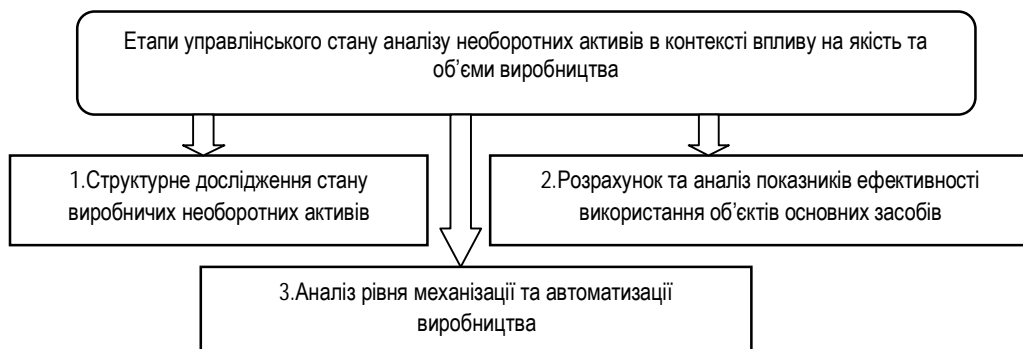 Етапи управлінського стану аналізу необоротних активів в контексті впливу на якість та
об’єми виробництва
1.Структурне дослідження стану
виробничих необоротних активів
2.Розрахунок та аналіз показників ефективності
використання об’єктів основних засобів
3.Аналіз рівня механізації та автоматизації
виробництва